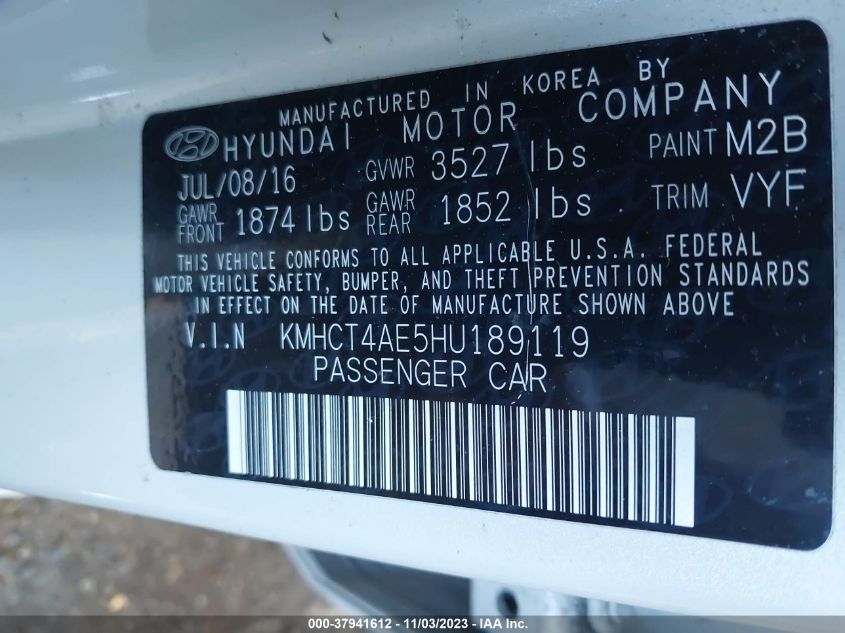 MANUFACTURED IN KOREA BY
HYUNDAI MOTOR COMPANY
JUL/08/16 GVWR 3527 lbs PAINT M2B
GAWR FRONT 1874 lbs GAWR REAR 1852 lbs TRIM VYF
THIS VEHICLE CONFORMS TO ALL APPLICABLE U.S.A. FEDERAL
MOTOR VEHICLE SAFETY, BUMPER, AND THEFT PREVENTION STANDARDS
IN EFFECT ON THE DATE OF MANUFACTURE SHOWN ABOVE
V.I.N KMHCT4AE5HU189119
PASSENGER CAR
000-37941612 - 11/03/2023 - IAA Inc.